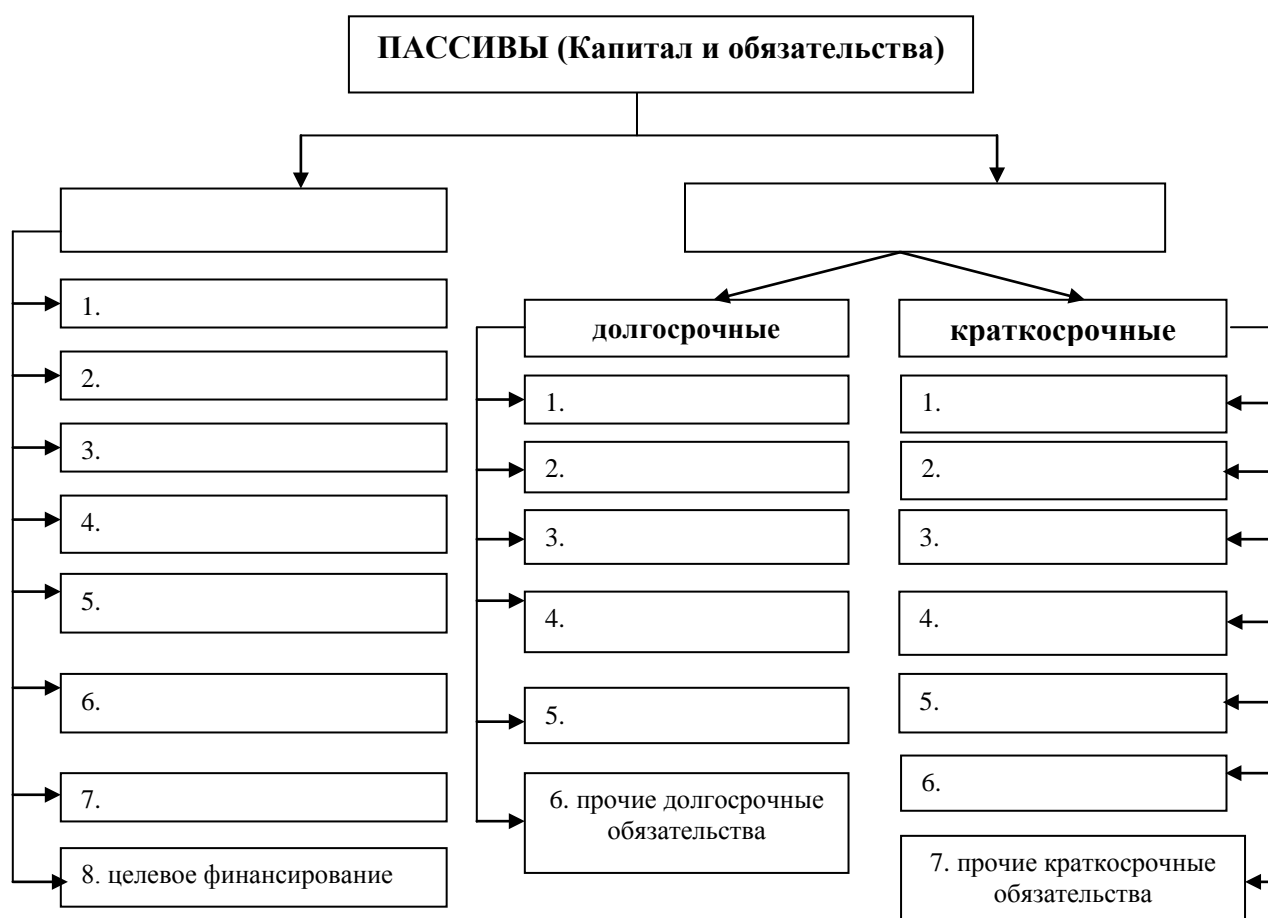 ПАССИВЫ (Капитал и обязательства)
1.
2.
3.
4.
5.
6.
7.
8. целевое финансирование
долгосрочные
1.
2.
3.
4.
5.
6. прочие долгосрочные
обязательства
краткосрочные
1.
2.
3.
4.
5.
6.
7. прочие краткосрочные
обязательства